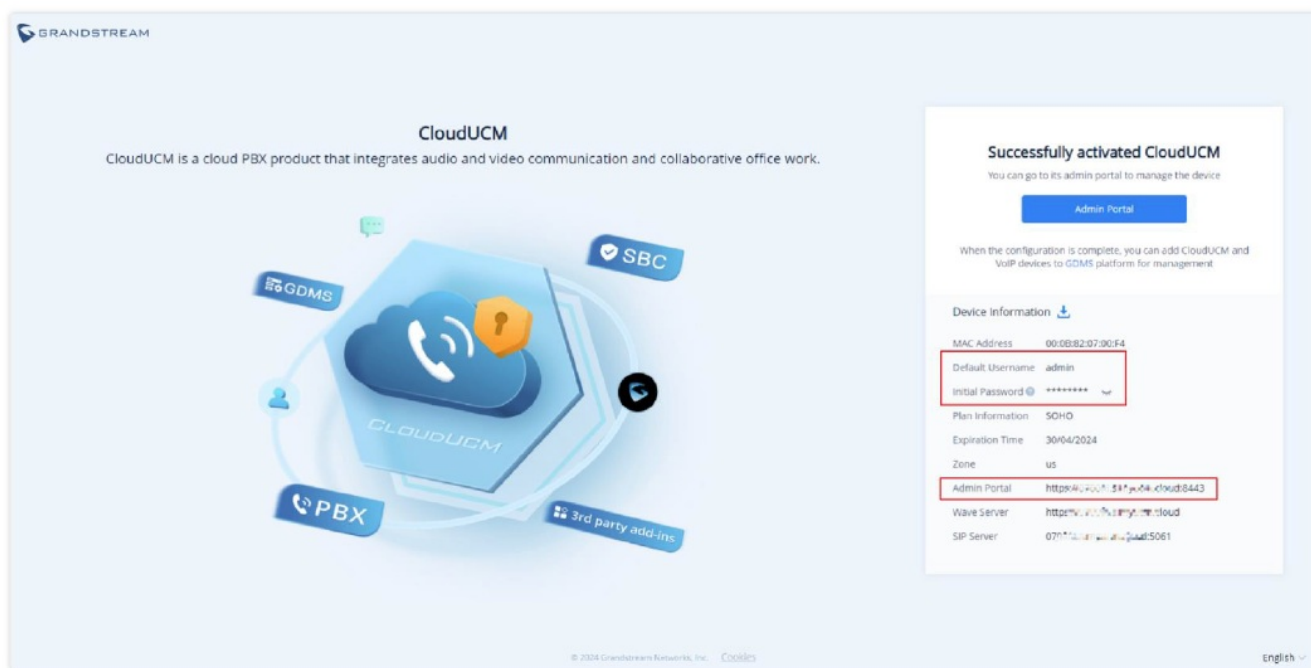 GRANDSTREAM
CloudUCM
CloudUCM is a cloud PBX product that integrates audio and video communication and collaborative office work.
SBC
GDMS
CLOUDUCM
PBX
3rd party add-ins
Successfully activated CloudUCM
You can go to its admin portal to manage the device
Admin Portal
When the configuration is complete, you can add CloudUCM and
VoIP devices to GDMS platform for management
Device Information
MAC Address 00:0B:82:07:90:F4
Default Username admin
Initial Password ********
Plan Information SOHO
Expiration Time 30/04/2024
Zone us
Admin Portal
Wave Server
SIP Server
© 2024 Grandstream Networks, Inc. Cookies
English